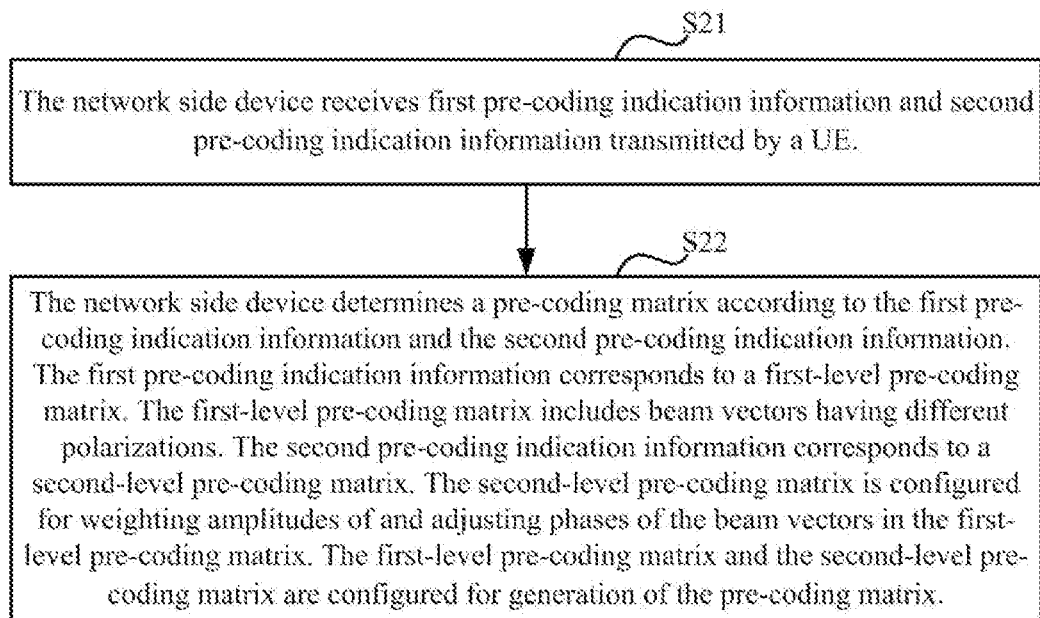 S21
The network side device receives first pre-coding indication information and second
pre-coding indication information transmitted by a UE.
S22
The network side device determines a pre-coding matrix according to the first pre-
coding indication information and the second pre-coding indication information.
The first pre-coding indication information corresponds to a first-level pre-coding
matrix. The first-level pre-coding matrix includes beam vectors having different
polarizations. The second pre-coding indication information corresponds to a
second-level pre-coding matrix. The second-level pre-coding matrix is configured
for weighting amplitudes of and adjusting phases of the beam vectors in the first-
level pre-coding matrix. The first-level pre-coding matrix and the second-level pre-
coding matrix are configured for generation of the pre-coding matrix.